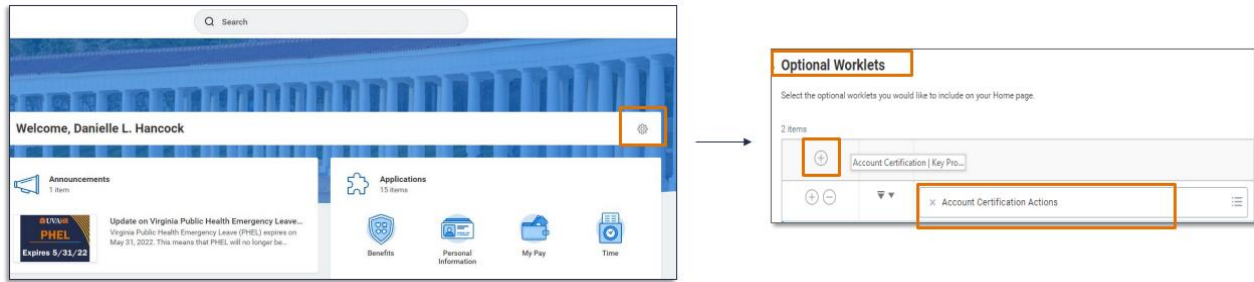 Search
Welcome, Danielle L. Hancock
Announcements
1 item
UVAHR
PHEL
Expires 5/31/22
Update on Virginia Public Health Emergency Leave...
Virginia Public Health Emergency Leave (PHEL) expires on
May 31, 2022. This means that PHEL will no longer be...
Applications
15 items
Benefits
Personal
Information
My Pay
Time
Optional Worklets
Select the optional worklets you would like to include on your Home page.
2 items
Account Certification | Key Pro...
× Account Certification Actions